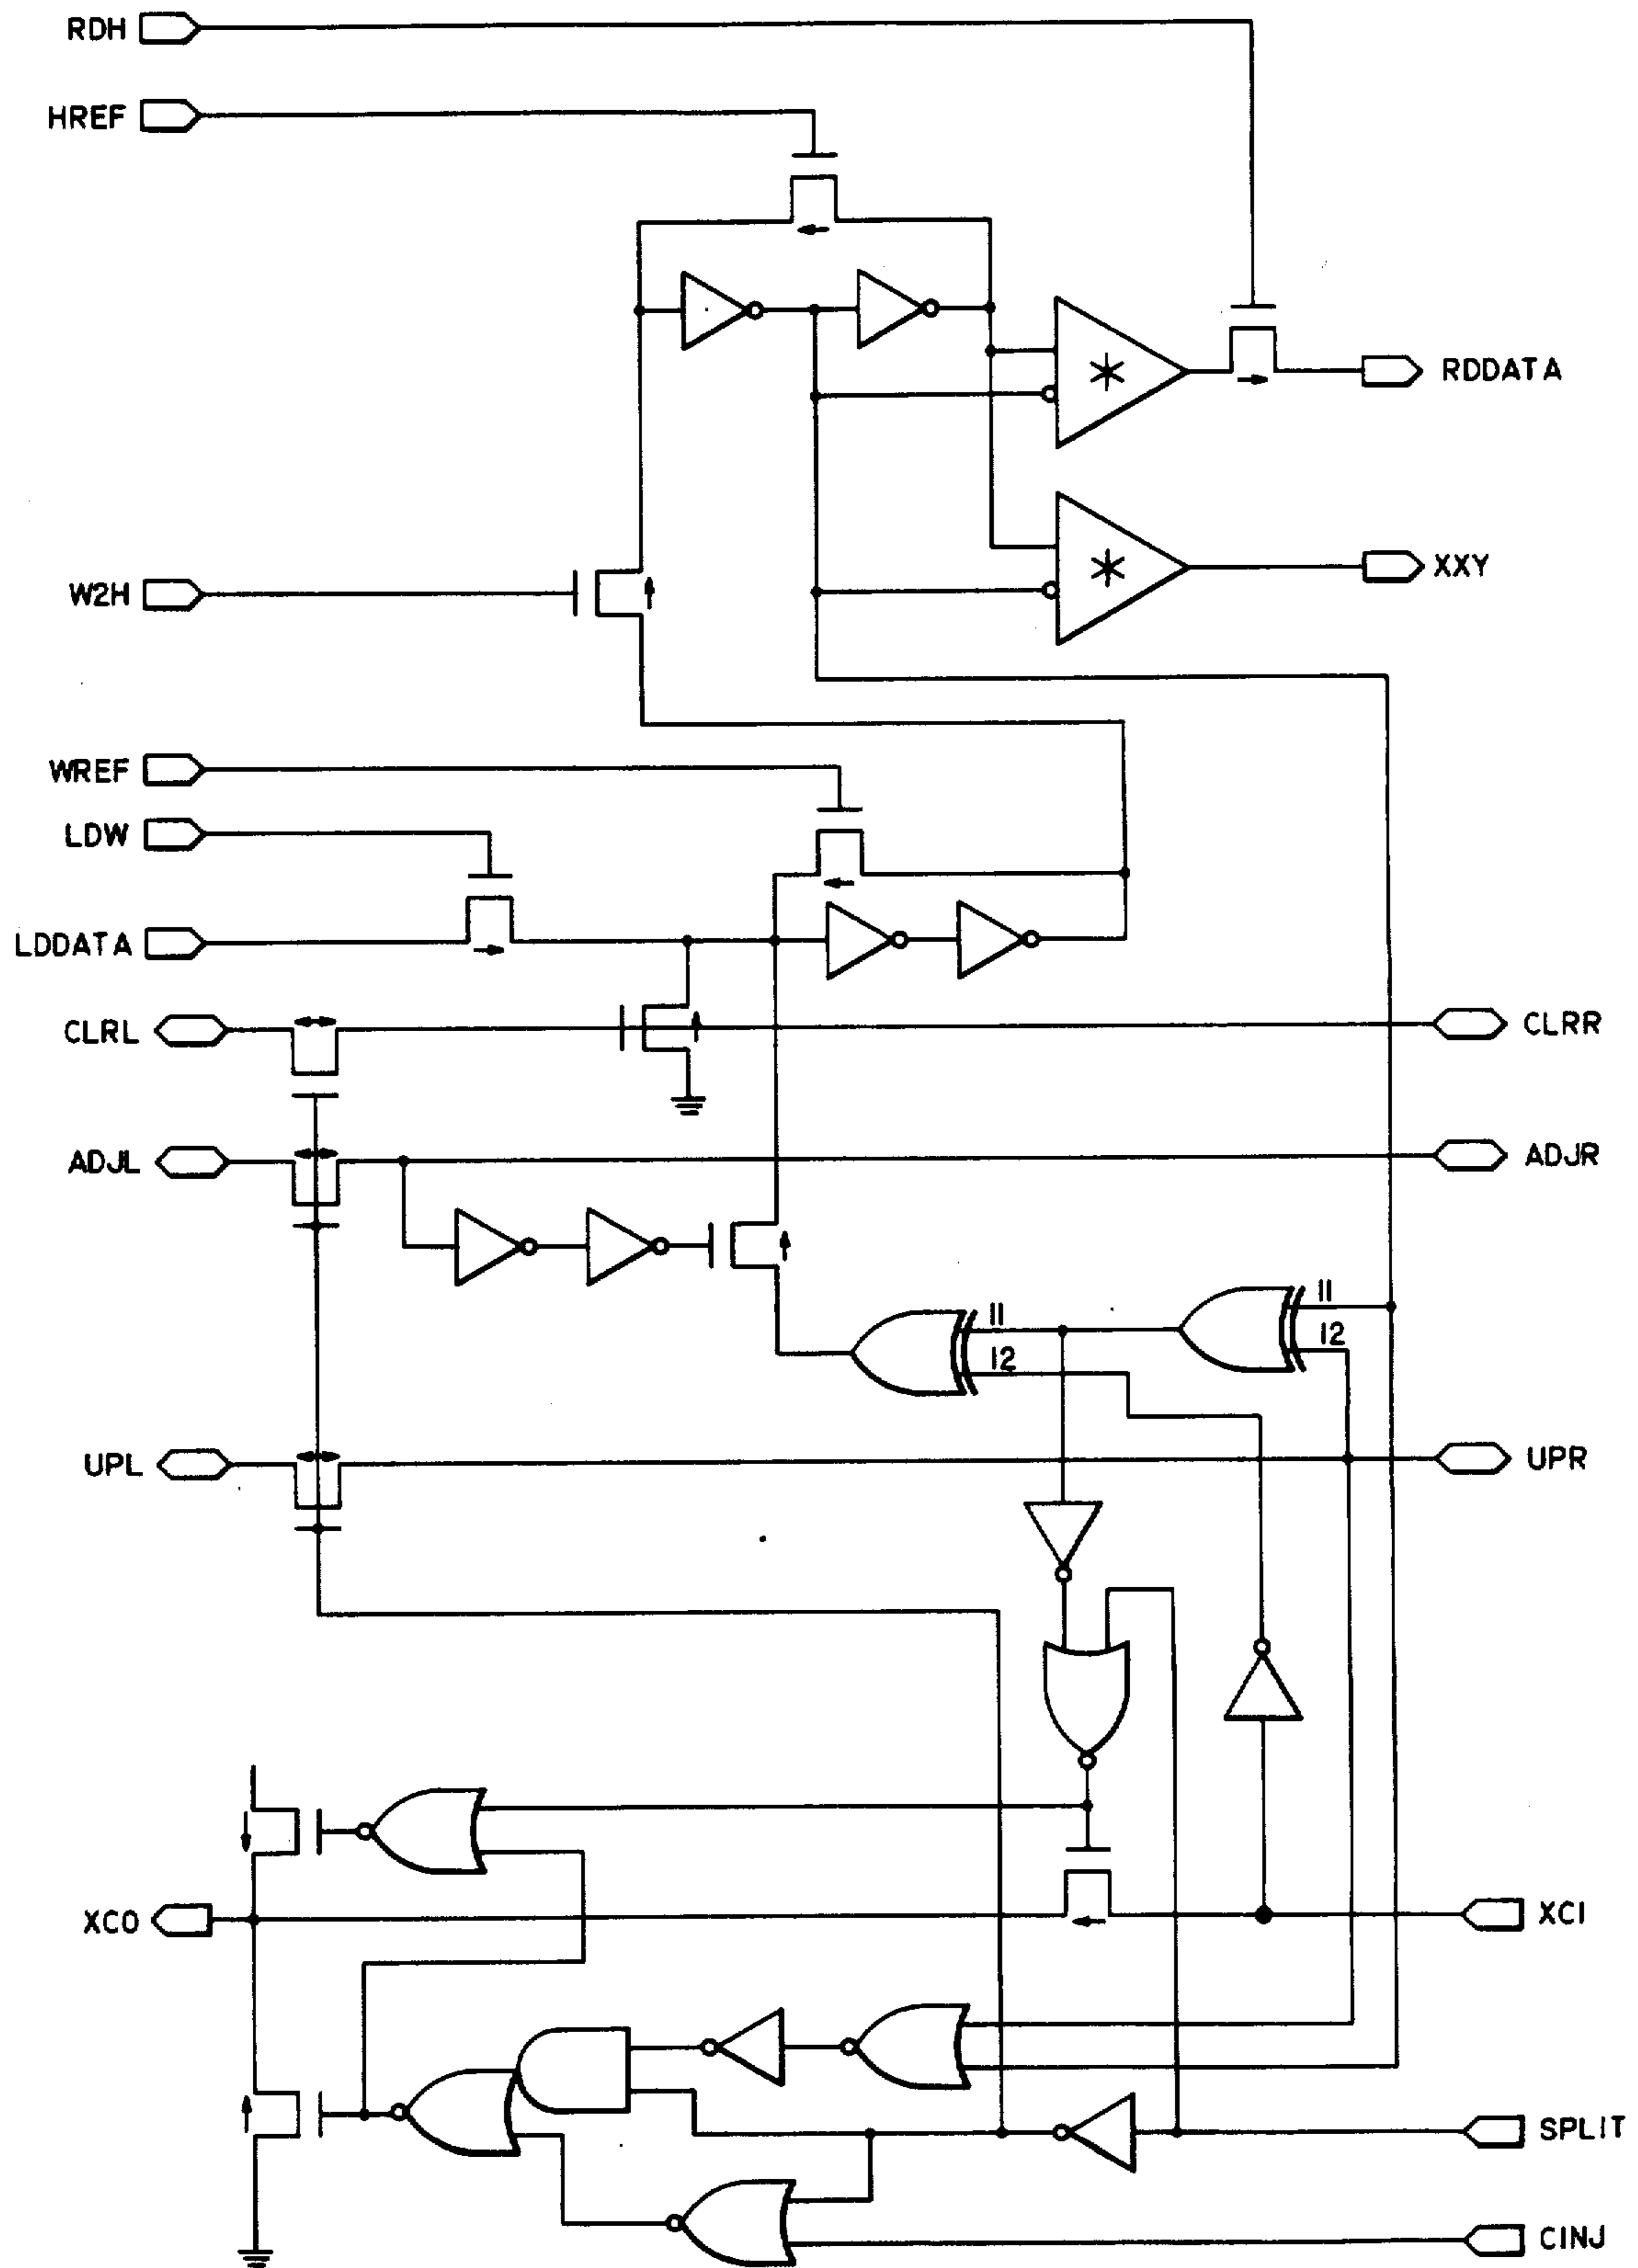 RDH
HREF
RDDATA
XXY
W2H
WREF
LDW
LDDATA
CLRL
CLRR
ADJL
ADJR
I1
I2
I1
I2
UPL
UPR
XCO
XCI
SPLIT
CINJ